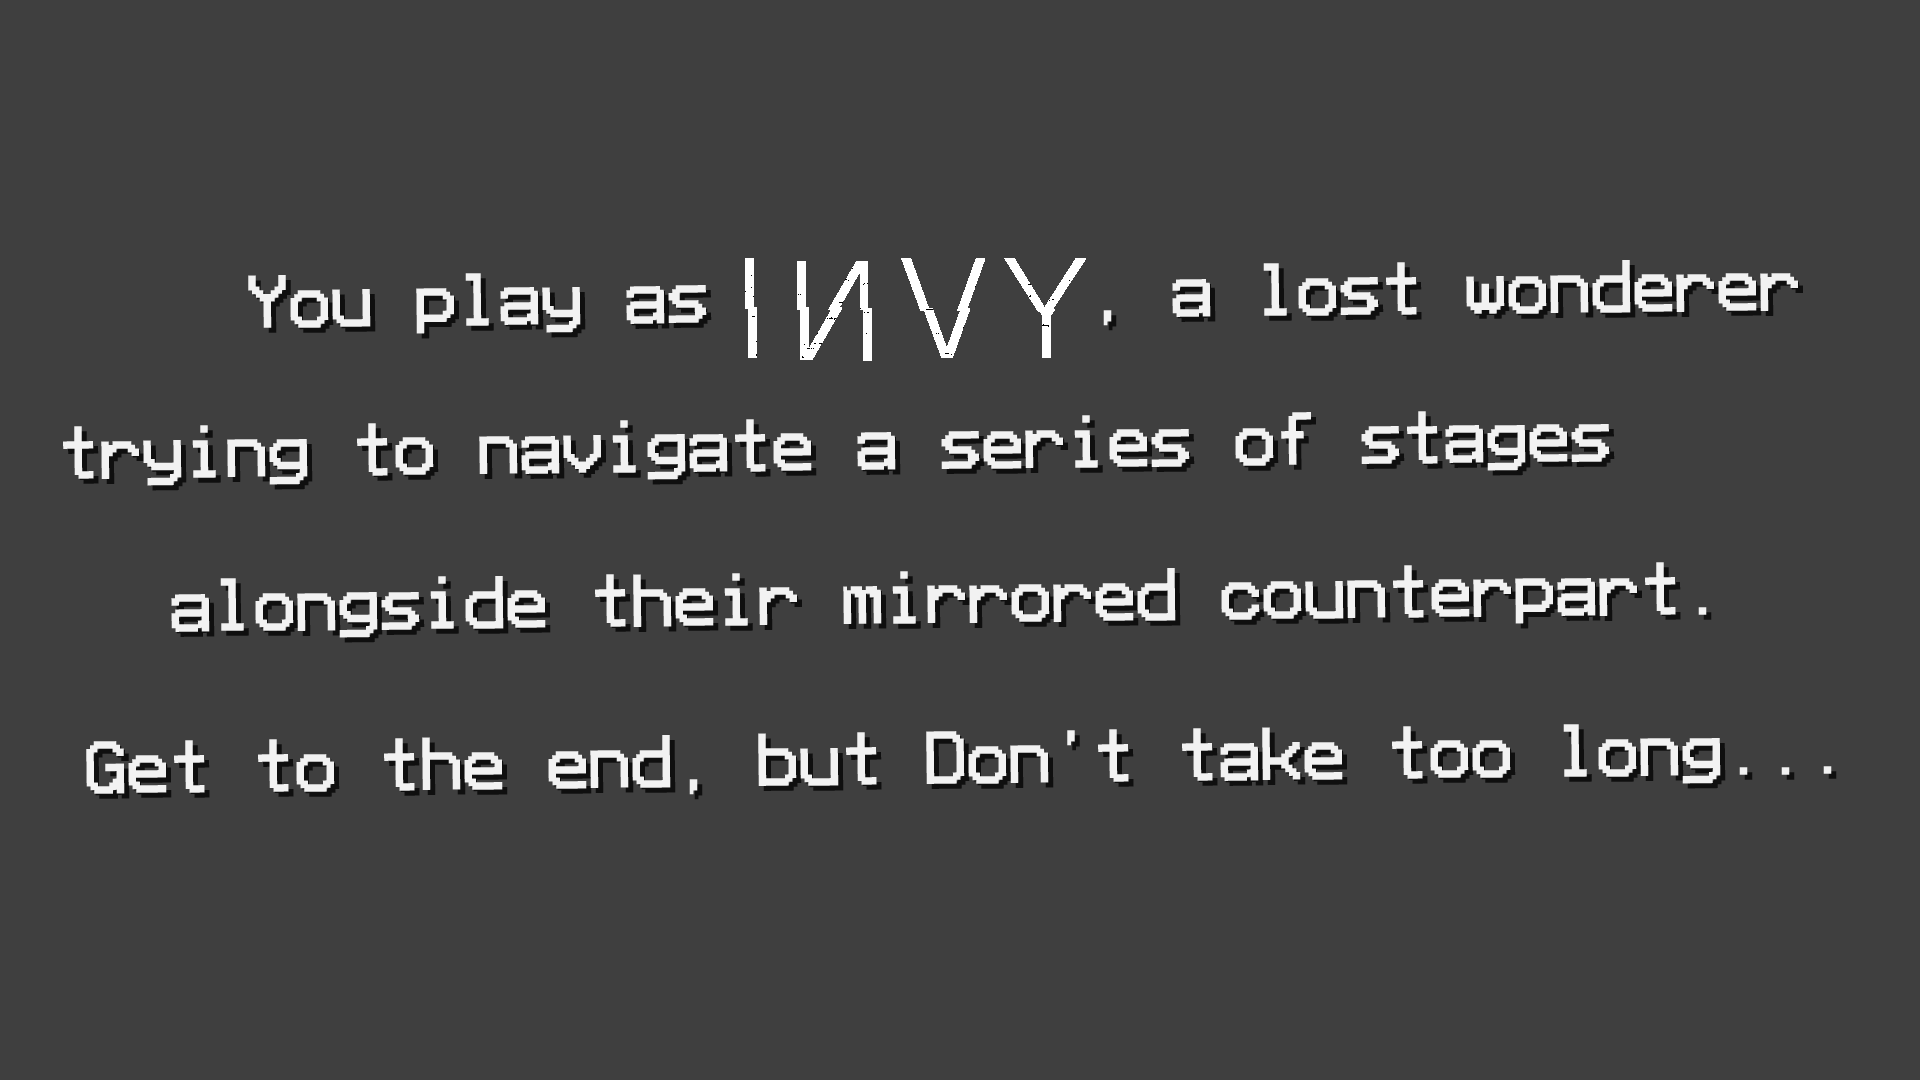 You play as IИVY, a lost wonderer
trying to navigate a series of stages
alongside their mirrored counterpart.
Get to the end, but Don't take too long...